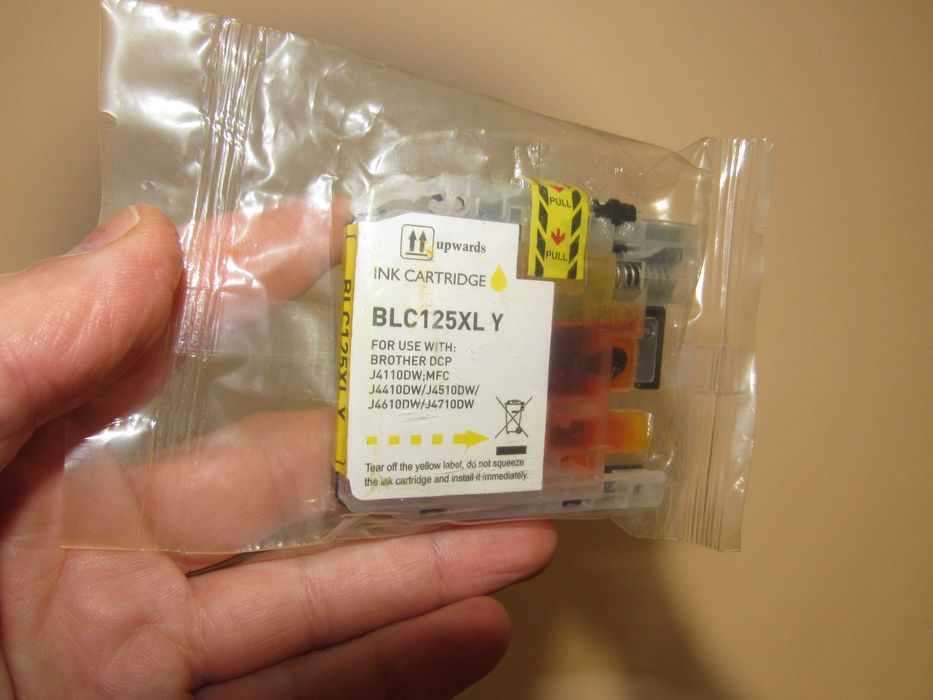 upwards
INK CARTRIDGE
BLC125XL Y
FOR USE WITH:
BROTHER DCP
J4110DW;MFC
J4410DW/J4510DW/
J4610DW/J4710DW
Tear off the yellow label, do not squeeze
the ink cartridge and install it immediately.
BLC125XL Y
PULL
PULL